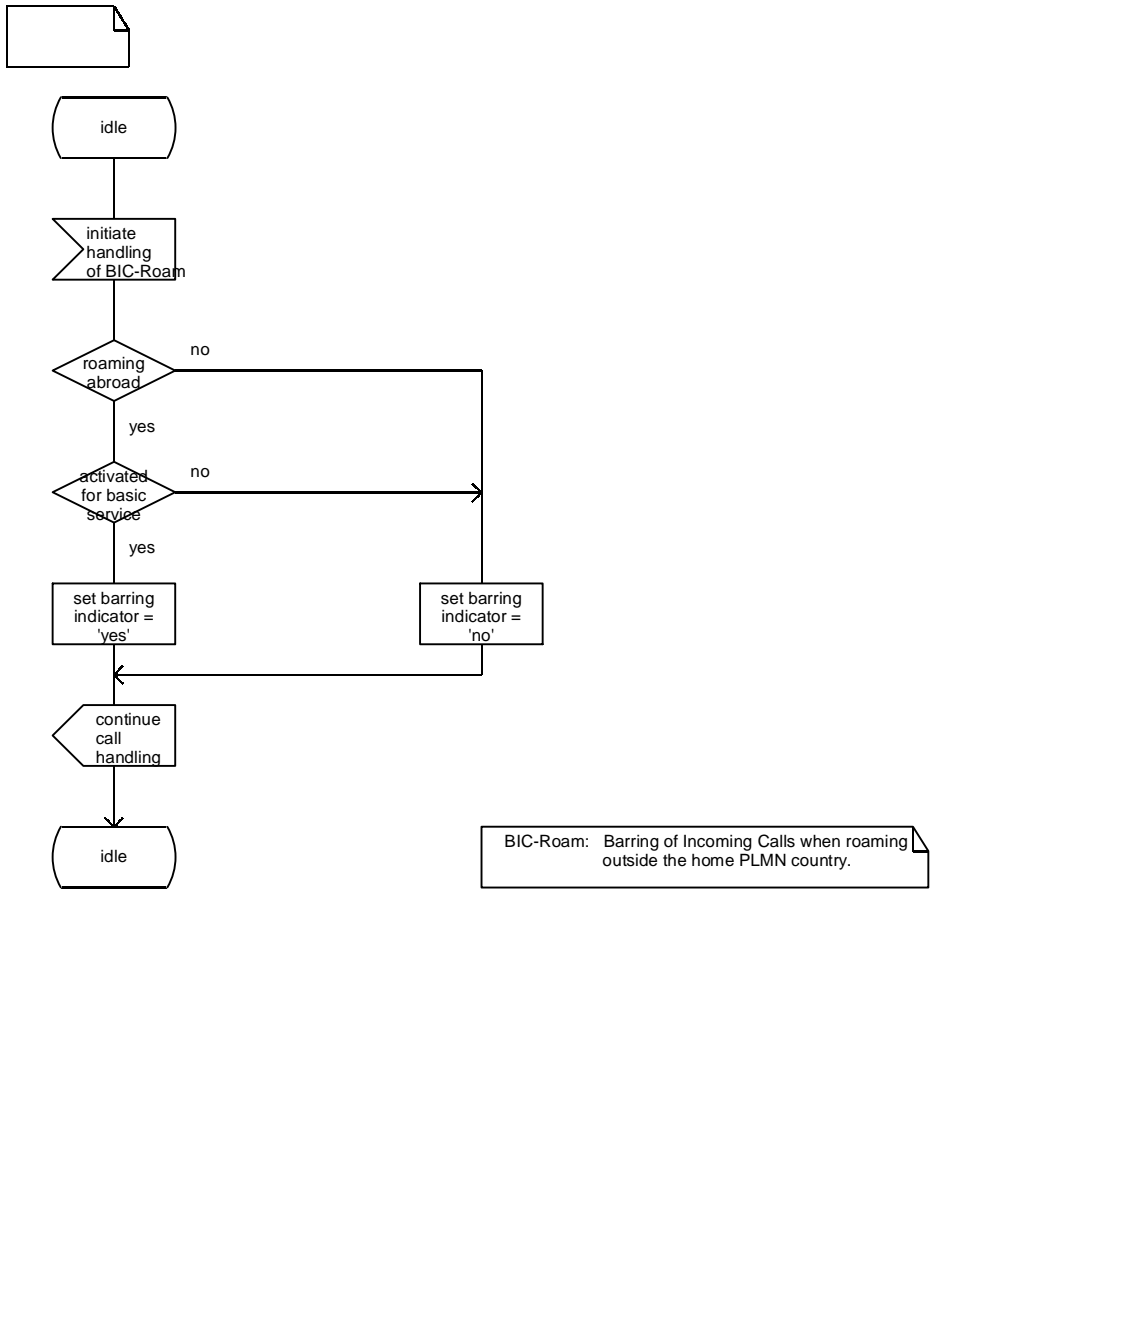 idle
initiate
handling
of BIC-Roam
no
roaming
abroad
yes
no
activated
for basic
service
yes
set barring
indicator =
'yes'
set barring
indicator =
'no'
continue
call
handling
idle
BIC-Roam: Barring of Incoming Calls when roaming
outside the home PLMN country.